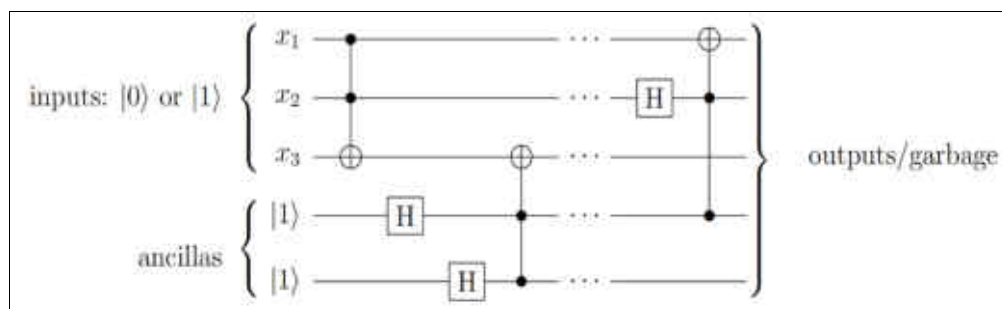 x₁ ... 
inputs: |0⟩ or |1⟩ x₂ ... H
x₃ ... outputs/garbage
|1⟩ H ...
ancillas
|1⟩ H ...